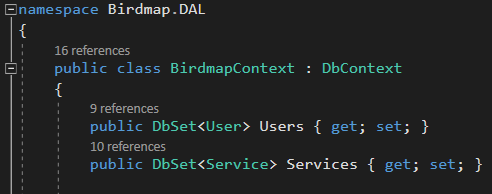 namespace Birdmap.DAL
{
16 references
public class BirdmapContext : DbContext
{
9 references
public DbSet<User> Users { get; set; }
10 references
public DbSet<Service> Services { get; set; }